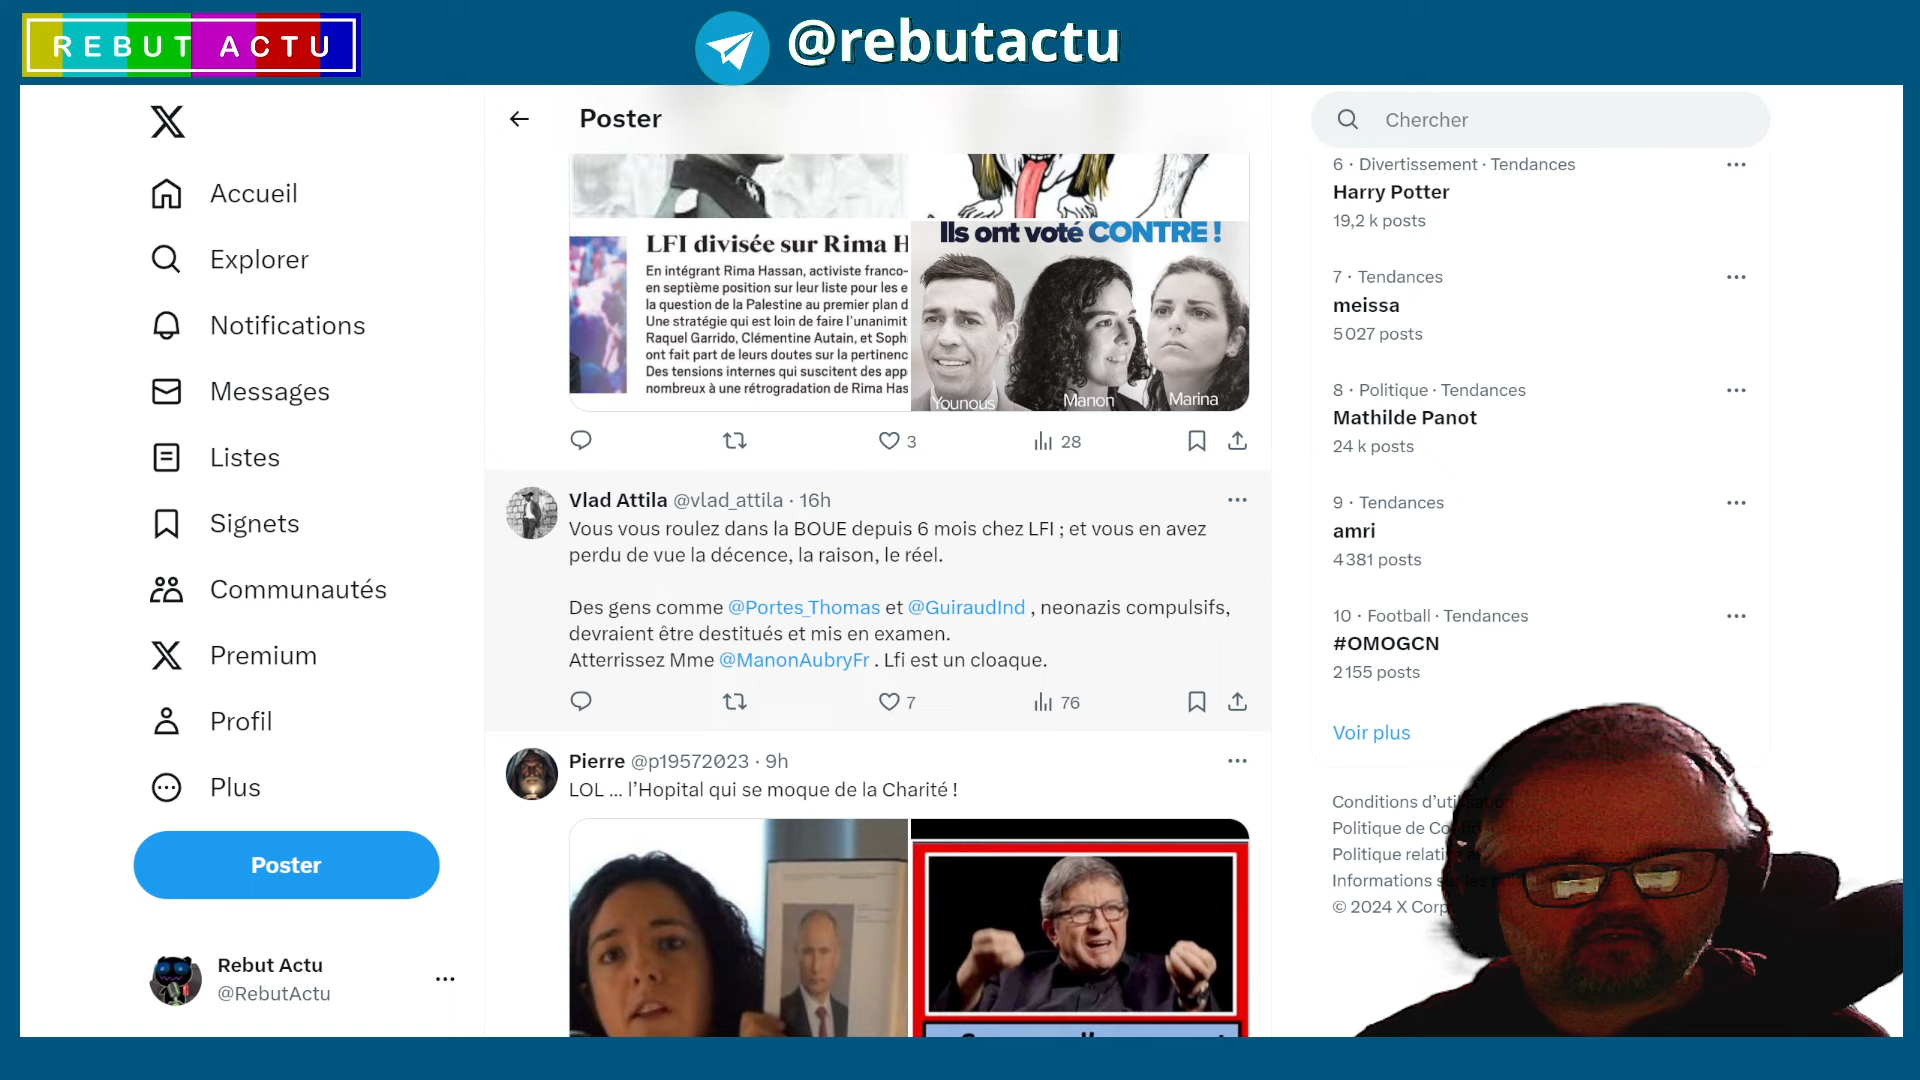 REBUT ACTU
@rebutactu
Accueil
Explorer
Notifications
Messages
Listes
Signets
Communautés
Premium
Profil
Plus
Poster
Rebut Actu
@RebutActu
Poster
LFI divisée sur Rima H
En intégrant Rima Hassan, activiste franco-
en septième position sur leur liste pour les e
la question de la Palestine au premier plan d
Une stratégie qui est loin de faire l'unanimit
Raquel Garrido, Clémentine Autain, et Soph
ont fait part de leurs doutes sur la pertinenc
Des tensions internes qui suscitent des app
nombreux à une rétrogradation de Rima Has
Ils ont voté CONTRE !
Younous
Manon
Marina
3
28
Vlad Attila @vlad_attila · 16h
Vous vous roulez dans la BOUE depuis 6 mois chez LFI ; et vous en avez
perdu de vue la décence, la raison, le réel.
Des gens comme @Portes_Thomas et @GuiraudInd , neonazis compulsifs,
devraient être destitués et mis en examen.
Atterrissez Mme @ManonAubryFr . Lfi est un cloaque.
7
76
Pierre @p19572023 · 9h
LOL ... l'Hopital qui se moque de la Charité !
Chercher
6 · Divertissement · Tendances
Harry Potter
19,2 k posts
7 · Tendances
meissa
5 027 posts
8 · Politique · Tendances
Mathilde Panot
24 k posts
9 · Tendances
amri
4 381 posts
10 · Football · Tendances
#OMOGCN
2 155 posts
Voir plus
Conditions d'utilisation
Politique de Co
Politique relati
Informations s
© 2024 X Corp